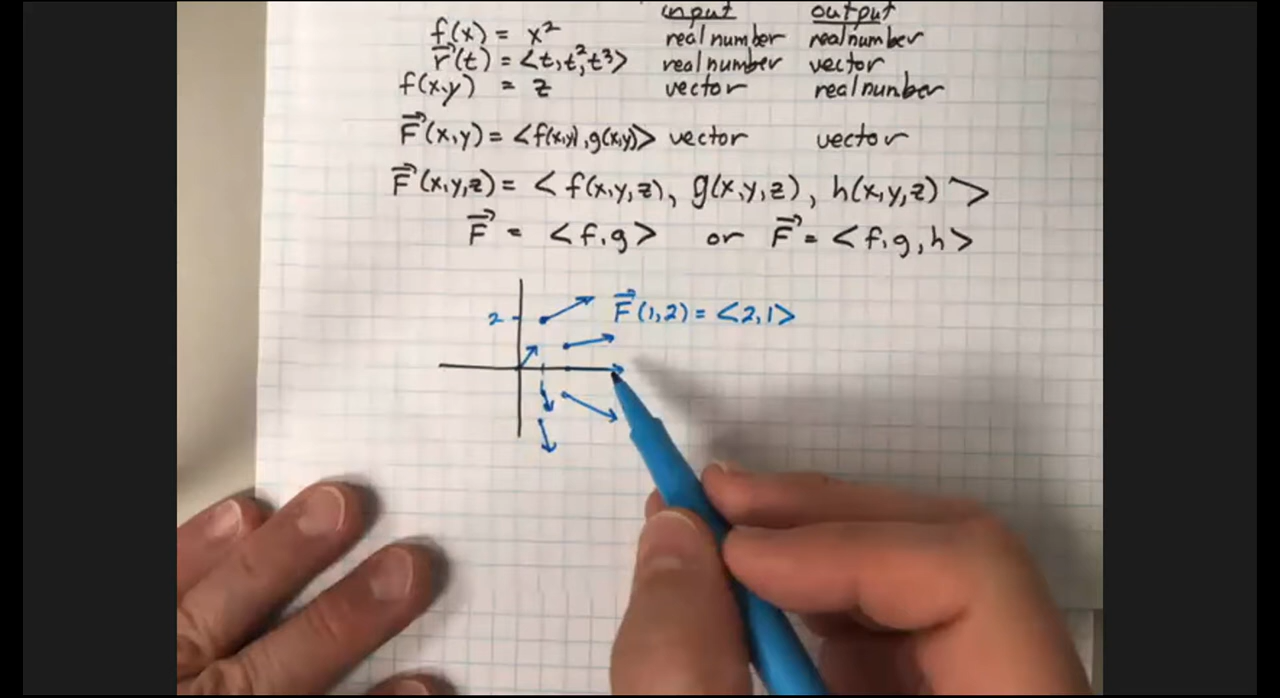 input output
f(x) = x² real number real number
r⃗(t) = <t, t², t³> real number vector
f(x,y) = z vector real nunber
F⃗(x,y) = <f(x,y), g(x,y)> vector vector
F⃗(x,y,z) = <f(x,y,z), g(x,y,z), h(x,y,z)>
F⃗ = <f,g> or F⃗ = <f,g,h>
2 F⃗(1,2) = <2,1>